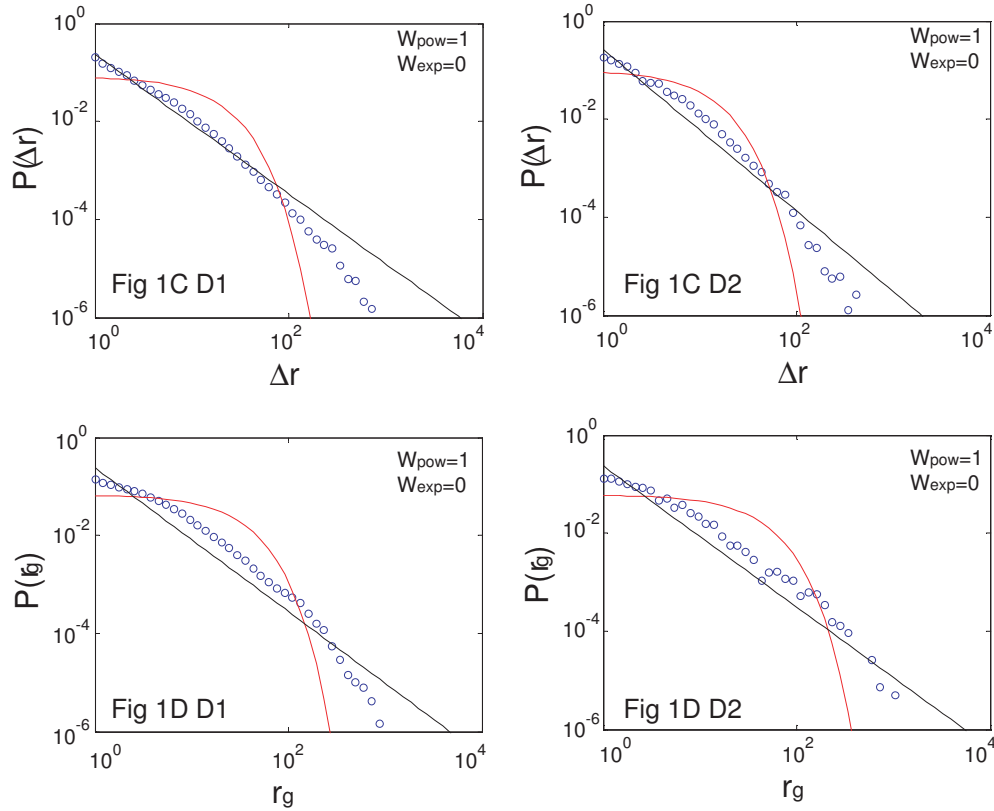 10^0
10^-2
10^-4
10^-6
P(Δr)
Wpow=1
Wexp=0
Fig 1C D1
10^0
10^2
10^4
Δr
10^0
10^-2
10^-4
10^-6
P(Δr)
Wpow=1
Wexp=0
Fig 1C D2
10^0
10^2
10^4
Δr
10^0
10^-2
10^-4
10^-6
P(rg)
Wpow=1
Wexp=0
Fig 1D D1
10^0
10^2
10^4
rg
10^0
10^-2
10^-4
10^-6
P(rg)
Wpow=1
Wexp=0
Fig 1D D2
10^0
10^2
10^4
rg